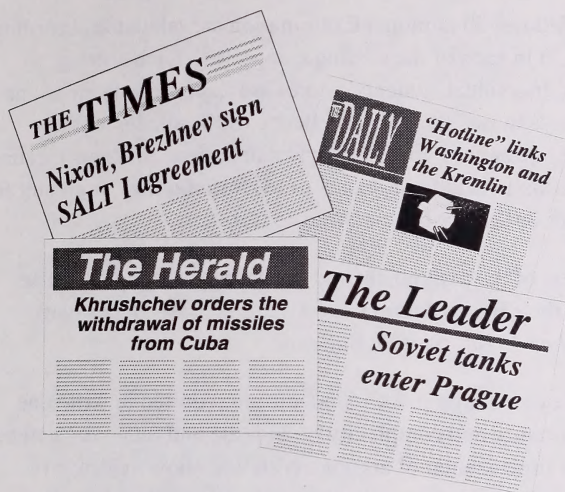 THE TIMES
Nixon, Brezhnev sign
SALT I agreement
THE DAILY
"Hotline" links
Washington and
the Kremlin
The Herald
Khrushchev orders the
withdrawal of missiles
from Cuba
The Leader
Soviet tanks
enter Prague